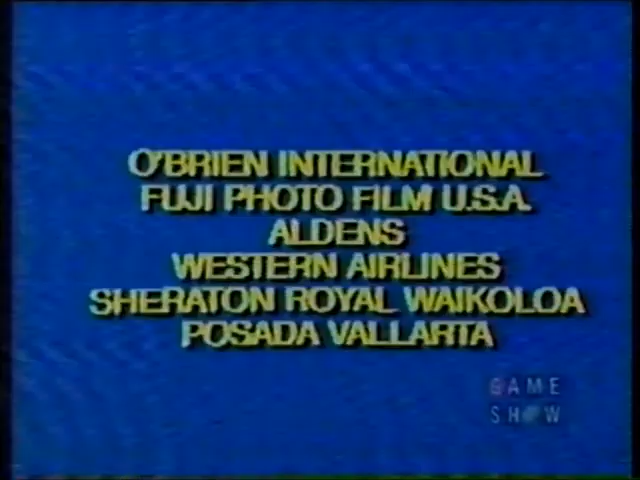 O'BRIEN INTERNATIONAL
FUJI PHOTO FILM U.S.A.
ALDENS
WESTERN AIRLINES
SHERATON ROYAL WAIKOLOA
POSADA VALLARTA
GAME
SHOW